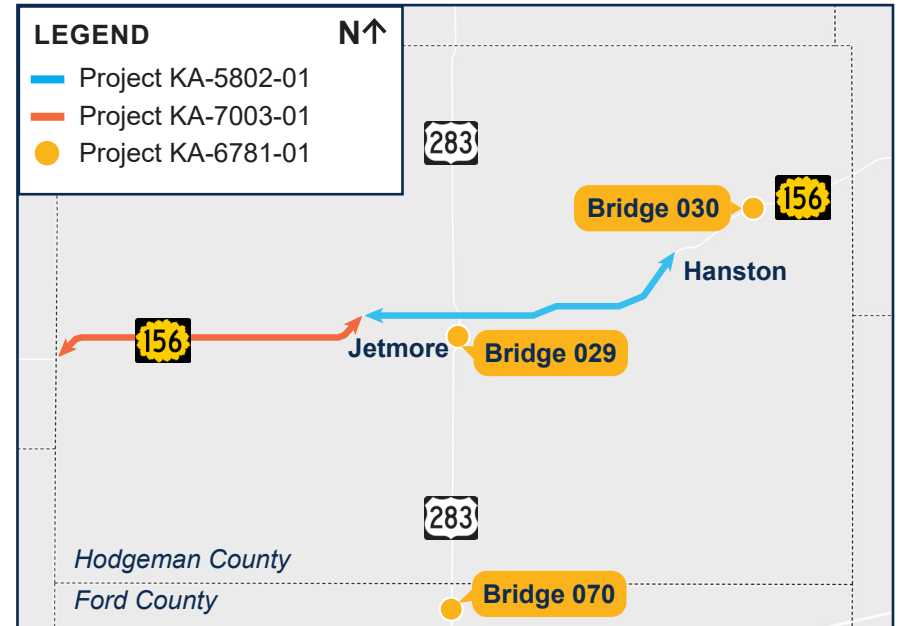 LEGEND
N↑
Project KA-5802-01
Project KA-7003-01
Project KA-6781-01
283
156
Bridge 030
Hanston
156
Jetmore
Bridge 029
283
Hodgeman County
Ford County
Bridge 070